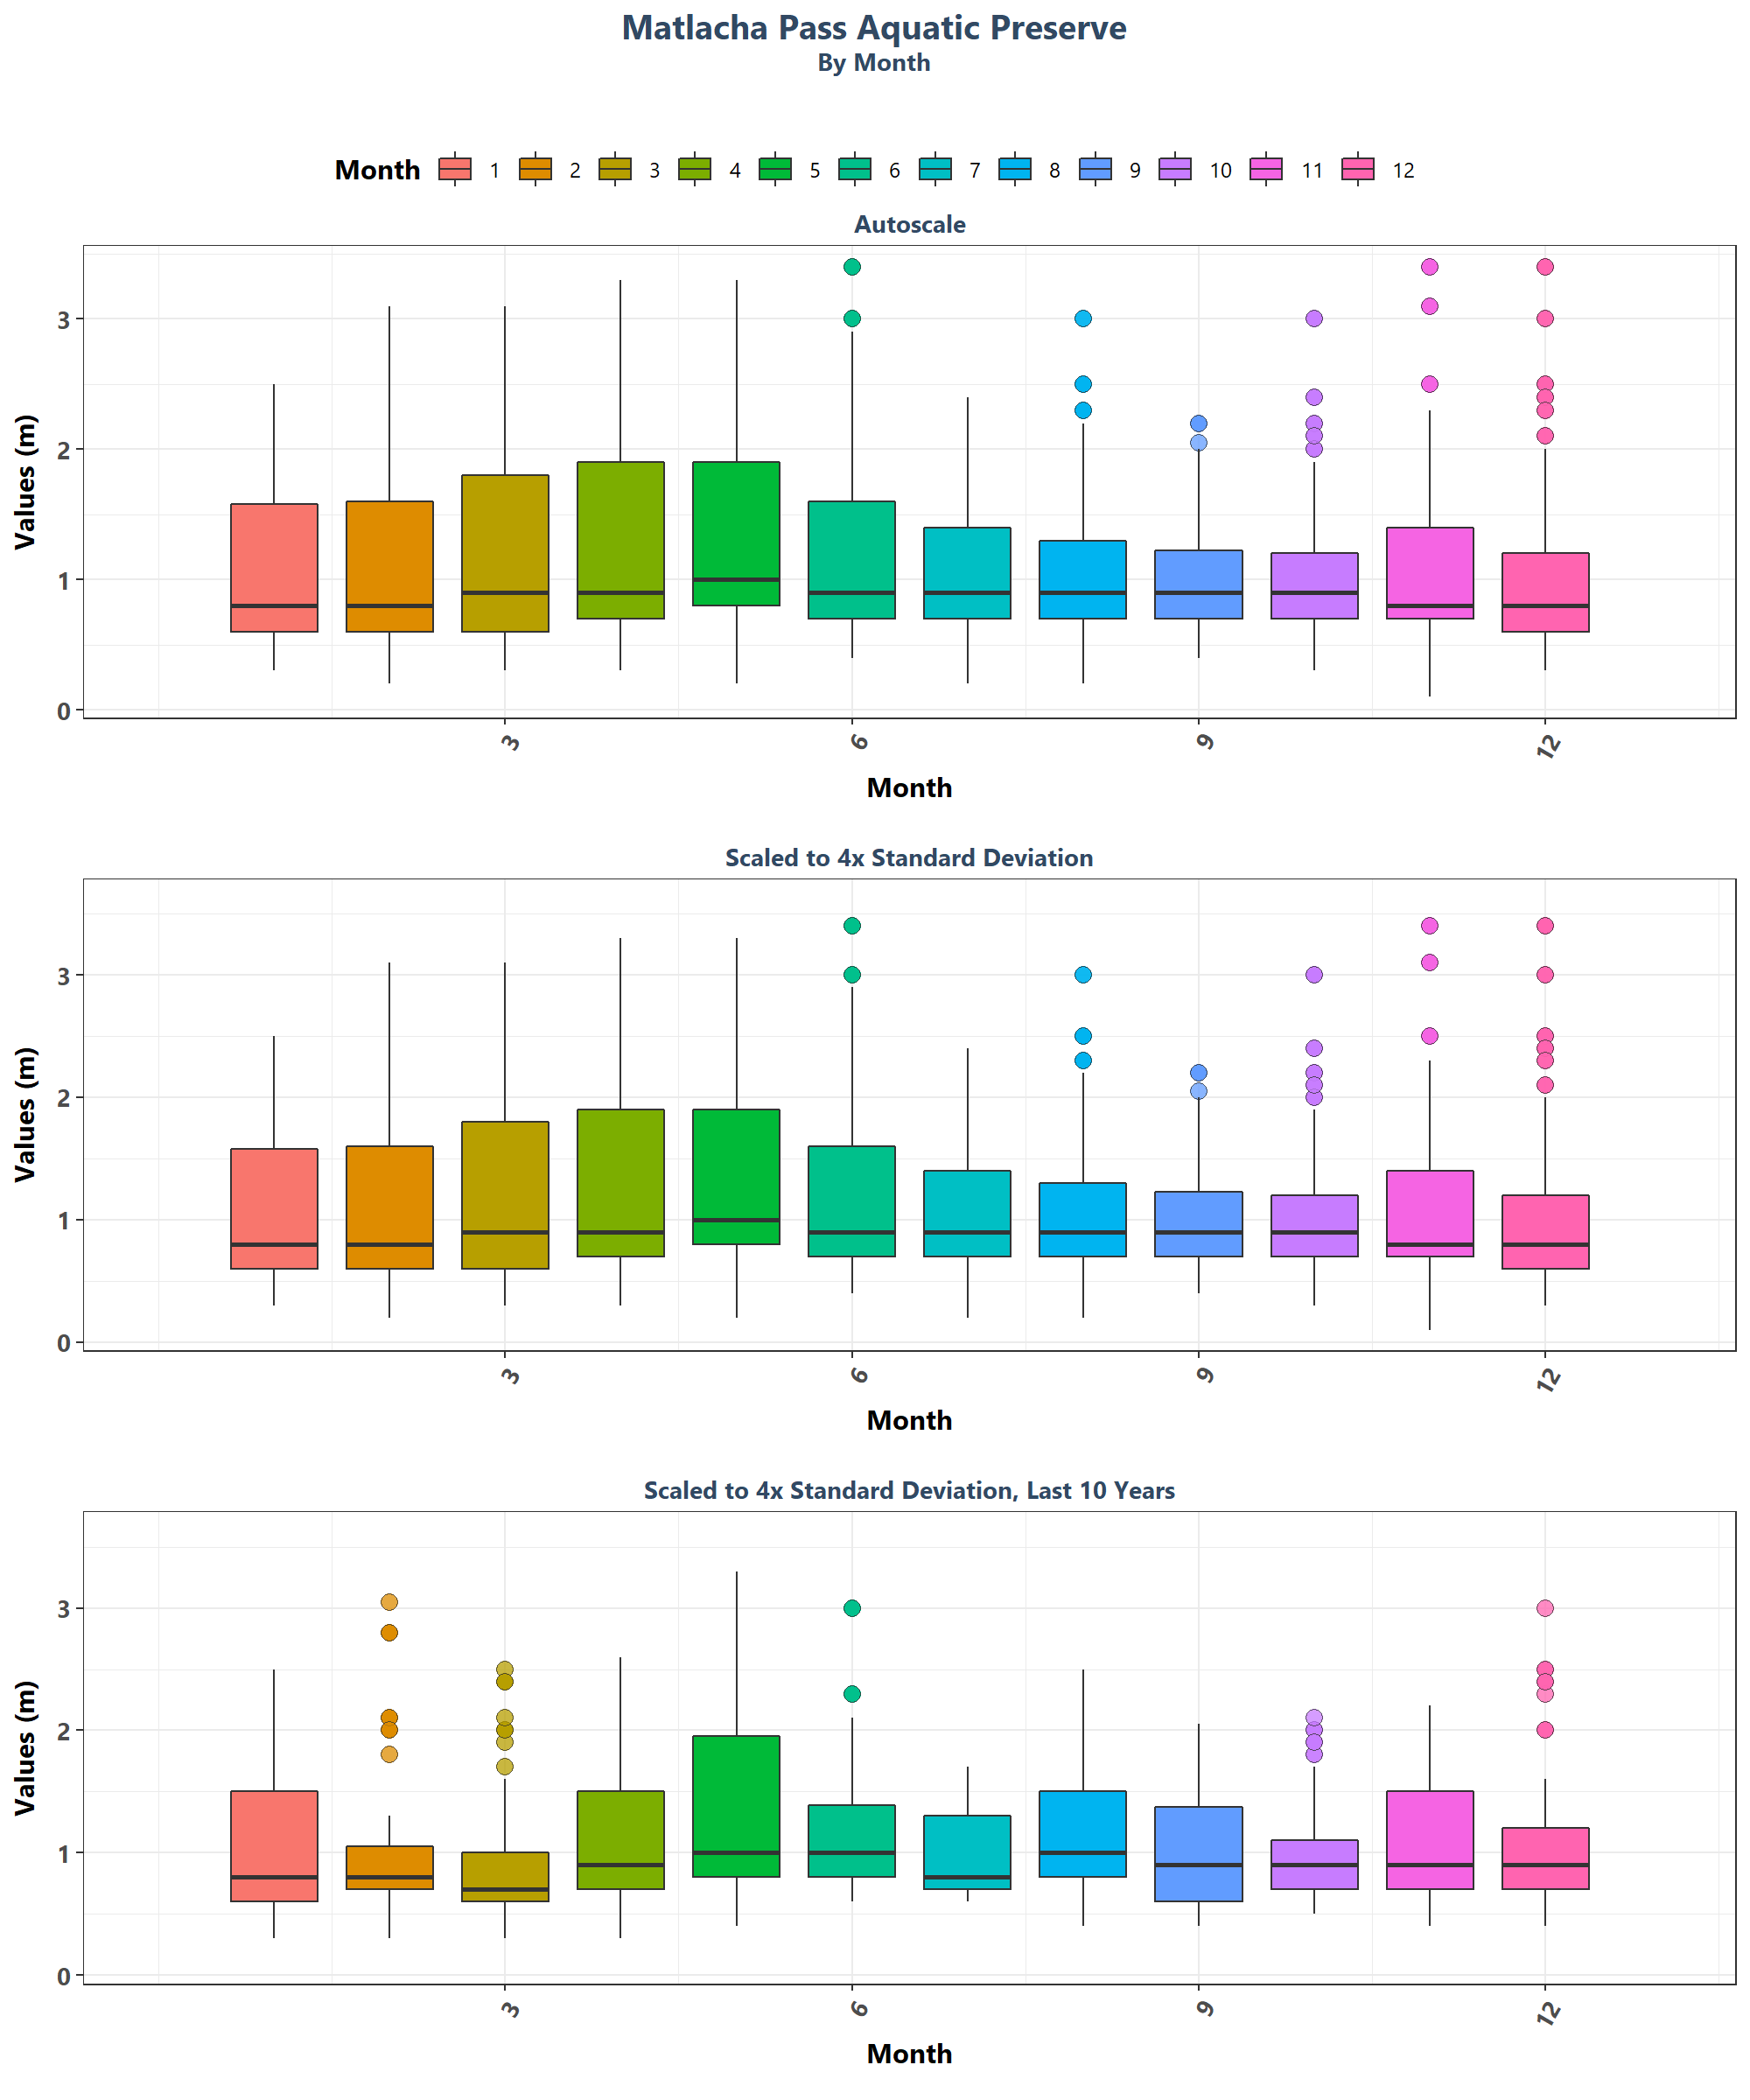 Matlacha Pass Aquatic Preserve
By Month
Month 1 2 3 4 5 6 7 8 9 10 11 12
Autoscale
Values (m)
3
2
1
0
3 6 9 12
Month
Scaled to 4x Standard Deviation
Values (m)
3
2
1
0
3 6 9 12
Month
Scaled to 4x Standard Deviation, Last 10 Years
Values (m)
3
2
1
0
3 6 9 12
Month